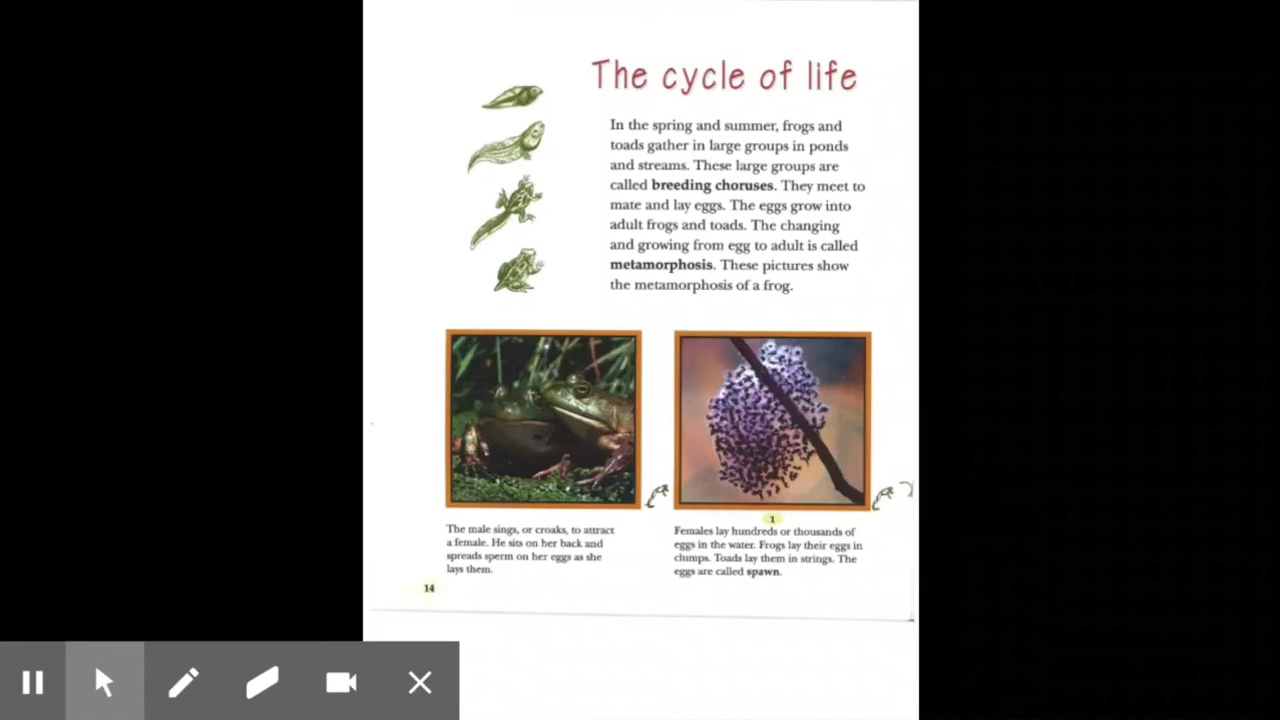 The cycle of life
In the spring and summer, frogs and
toads gather in large groups in ponds
and streams. These large groups are
called breeding choruses. They meet to
mate and lay eggs. The eggs grow into
adult frogs and toads. The changing
and growing from egg to adult is called
metamorphosis. These pictures show
the metamorphosis of a frog.
The male sings, or croaks, to attract
a female. He sits on her back and
spreads sperm on her eggs as she
lays them.
1
Females lay hundreds or thousands of
eggs in the water. Frogs lay their eggs in
clumps. Toads lay them in strings. The
eggs are called spawn.
14